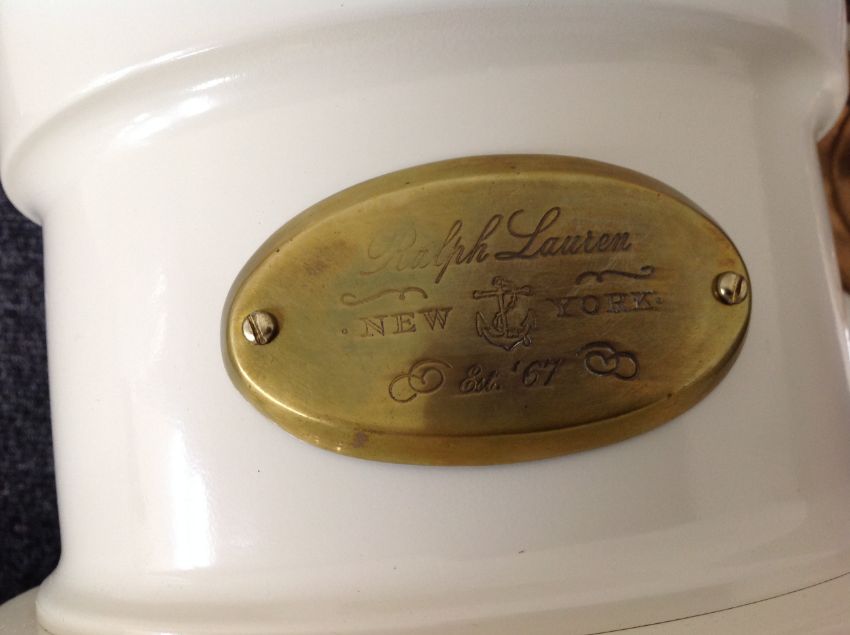 Ralph Lauren
· NEW YORK ·
Est. '67